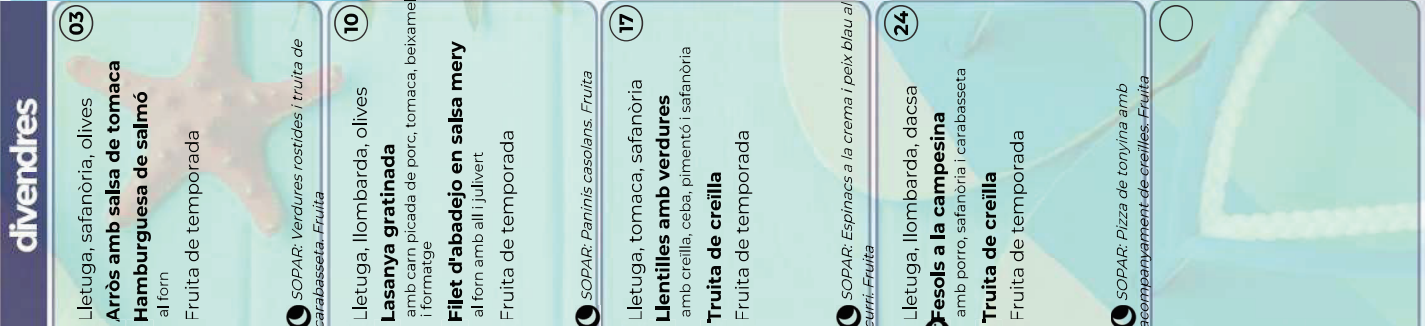 divendres
03
Lletuga, safanòria, olives
Arròs amb salsa de tomaca
Hamburguesa de salmó
al forn
Fruita de temporada
SOPAR: Verdures rostides i truita de
carabasseta. Fruita
10
Lletuga, llombarda, olives
Lasanya gratinada
amb carn picada de porc, tomaca, beixamel
i formatge
Filet d'abadejo en salsa mery
al forn amb all i julivert
Fruita de temporada
SOPAR: Paninis casolans. Fruita
17
Lletuga, tomaca, safanòria
Llentilles amb verdures
amb creïlla, ceba, pimentó i safanòria
Truita de creïlla
Fruita de temporada
SOPAR: Espinacs a la crema i peix blau al
curri. Fruita
24
Lletuga, llombarda, dacsa
Fesols a la campesina
amb porro, safanòria i carabasseta
Truita de creïlla
Fruita de temporada
SOPAR: Pizza de tonyina amb
acompanyament de creïlles. Fruita